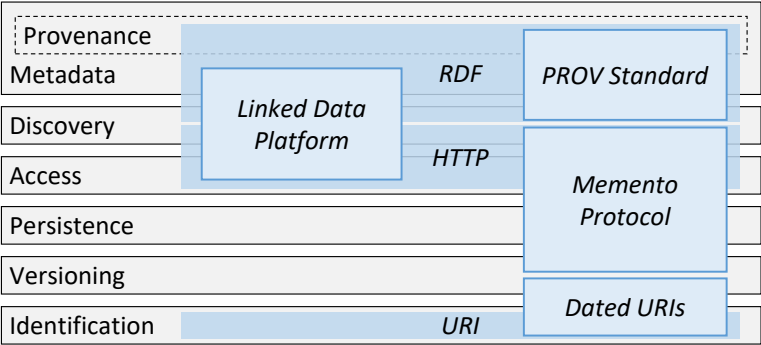 Provenance
Metadata
RDF
PROV Standard
Linked Data
Platform
Discovery
HTTP
Access
Memento
Protocol
Persistence
Versioning
Dated URIs
Identification
URI